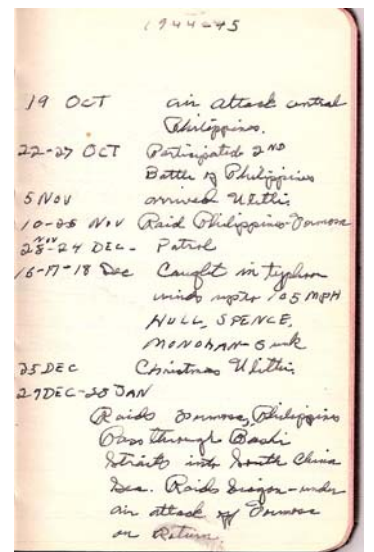 1944-45
19 OCT air attack central
Philippines.
22-27 OCT Participated 2ND
Battle of Philippines
5 NOV arrived Ulithi
10-25 NOV Raid Philippines-Formosa
28-24 DEC- Patrol
NOV
16-17-18 Dec Caught in typhoon
winds up to 105 MPH
HULL, SPENCE,
MONOHAN-sunk
25 DEC Christmas Ulithi
29 DEC-25 JAN
Raids Formosa, Philippine
Pass through Bashi
Straits into South China
Sea. Raids Siagon-under
air attack off Formosa
on Return.